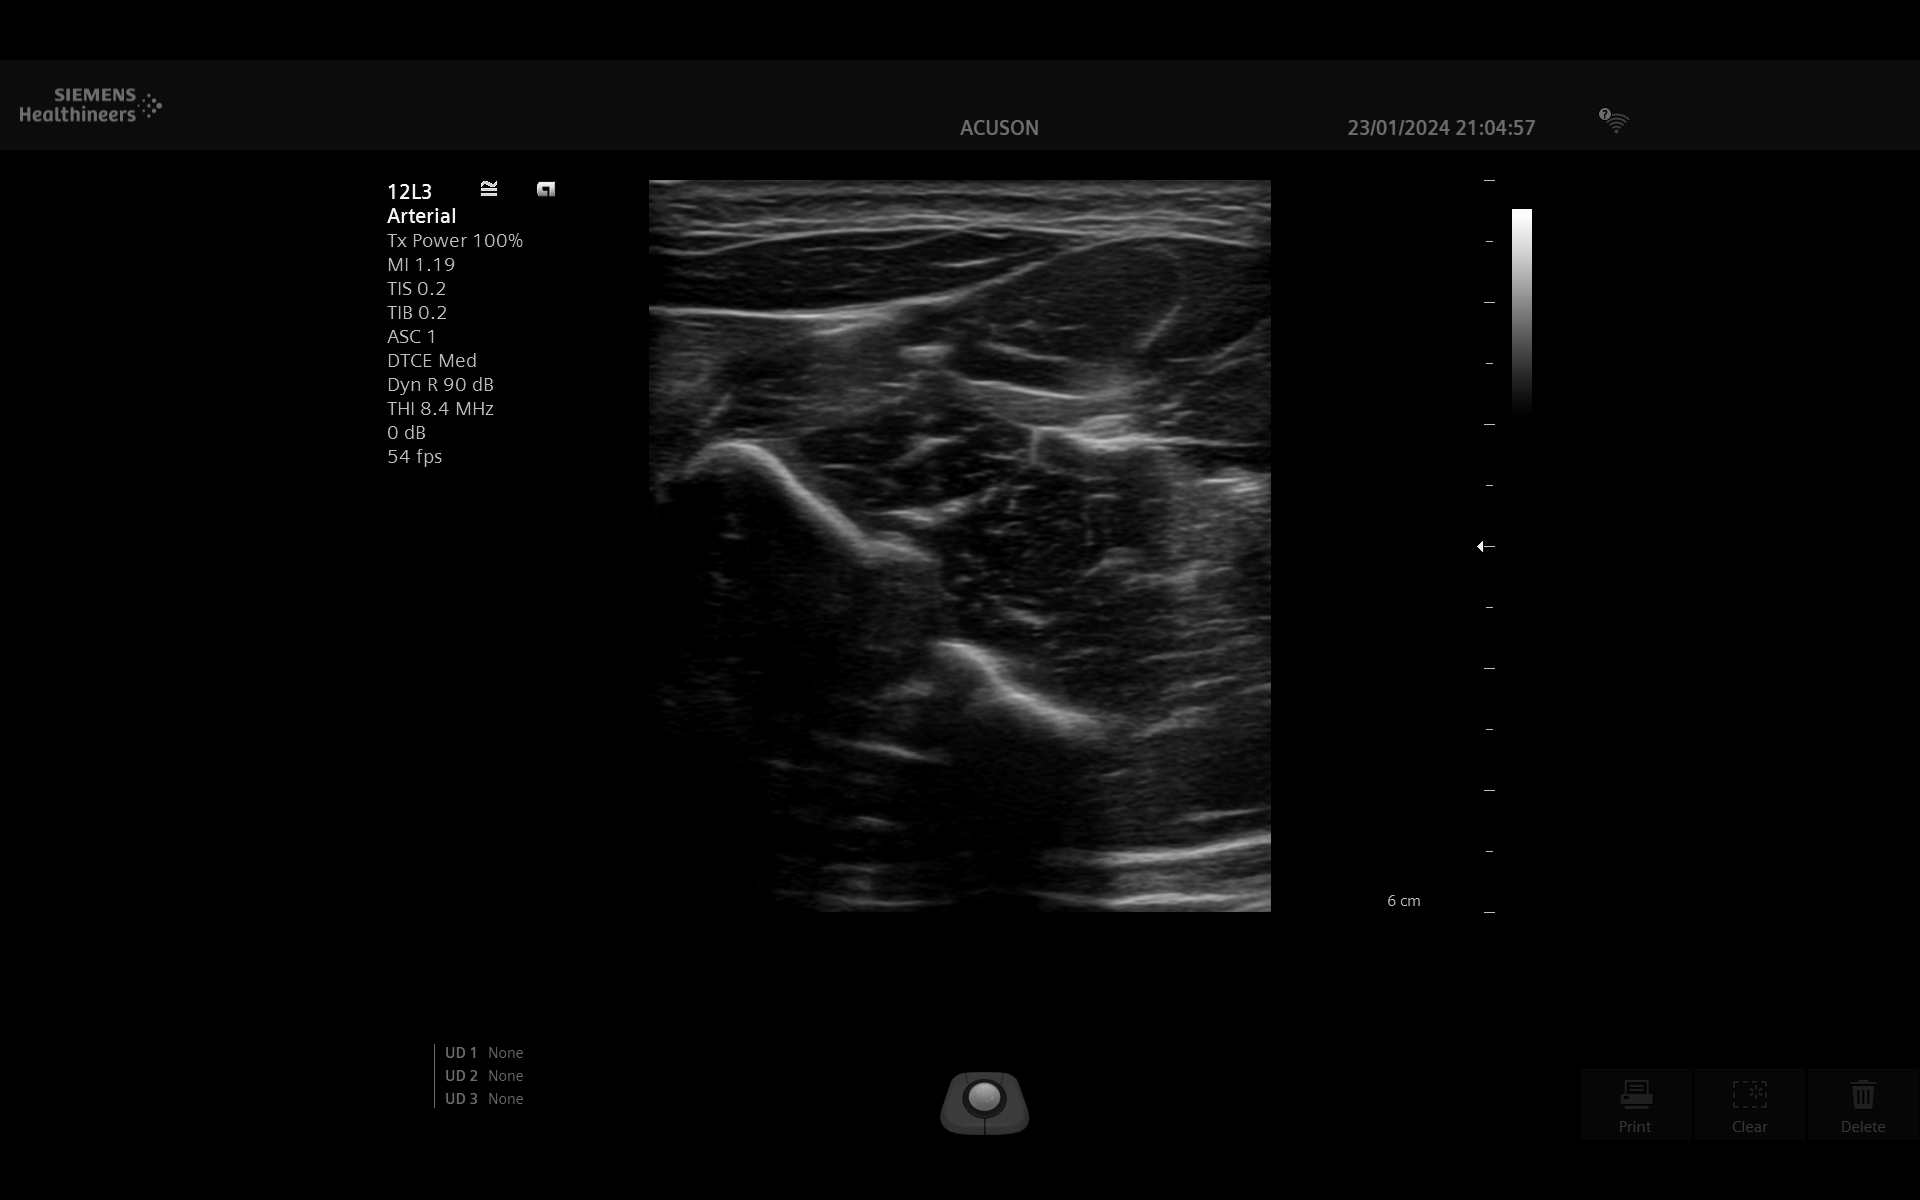 SIEMENS
Healthineers
ACUSON
23/01/2024 21:04:57
?
12L3
Arterial
Tx Power 100%
MI 1.19
TIS 0.2
TIB 0.2
ASC 1
DTCE Med
Dyn R 90 dB
THI 8.4 MHz
0 dB
54 fps
6 cm
UD 1 None
UD 2 None
UD 3 None
Print
Clear
Delete